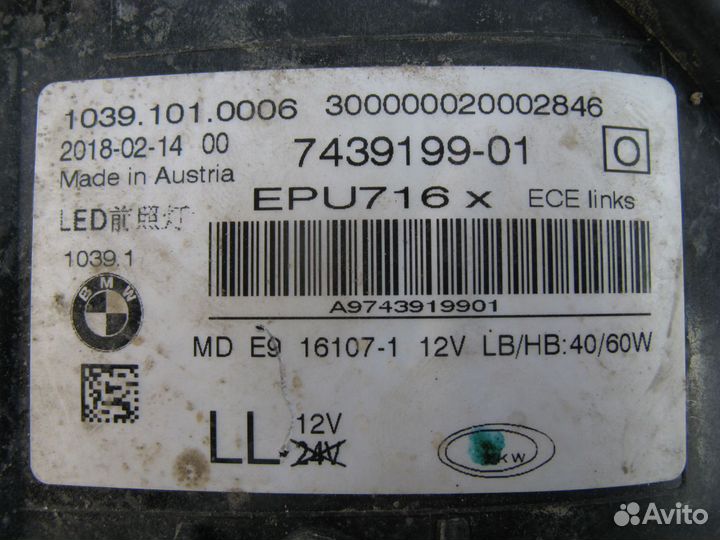 1039.101.0006 300000020002846
2018-02-14 00 7439199-01 O
Made in Austria
EPU716 x ECE links
LED前照灯
1039.1
BMW
A9743919901
MD E9 16107-1 12V LB/HB:40/60W
LL 12V
24V
Avito